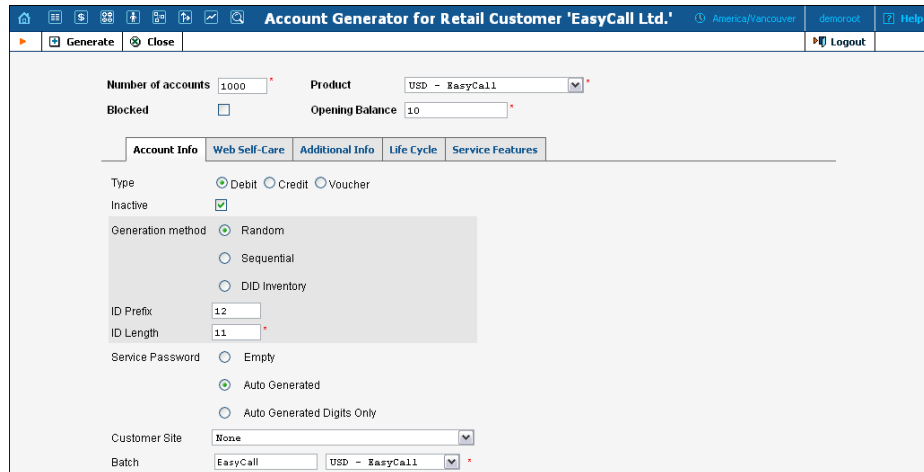 Account Generator for Retail Customer 'EasyCall Ltd.' America/Vancouver demoroot ? Help
Generate Close Logout
Number of accounts 1000 * Product USD - EasyCall *
Blocked Opening Balance 10 *
Account Info Web Self-Care Additional Info Life Cycle Service Features
Type Debit Credit Voucher
Inactive
Generation method Random
Sequential
DID Inventory
ID Prefix 12
ID Length 11 *
Service Password Empty
Auto Generated
Auto Generated Digits Only
Customer Site None
Batch EasyCall USD - EasyCall *